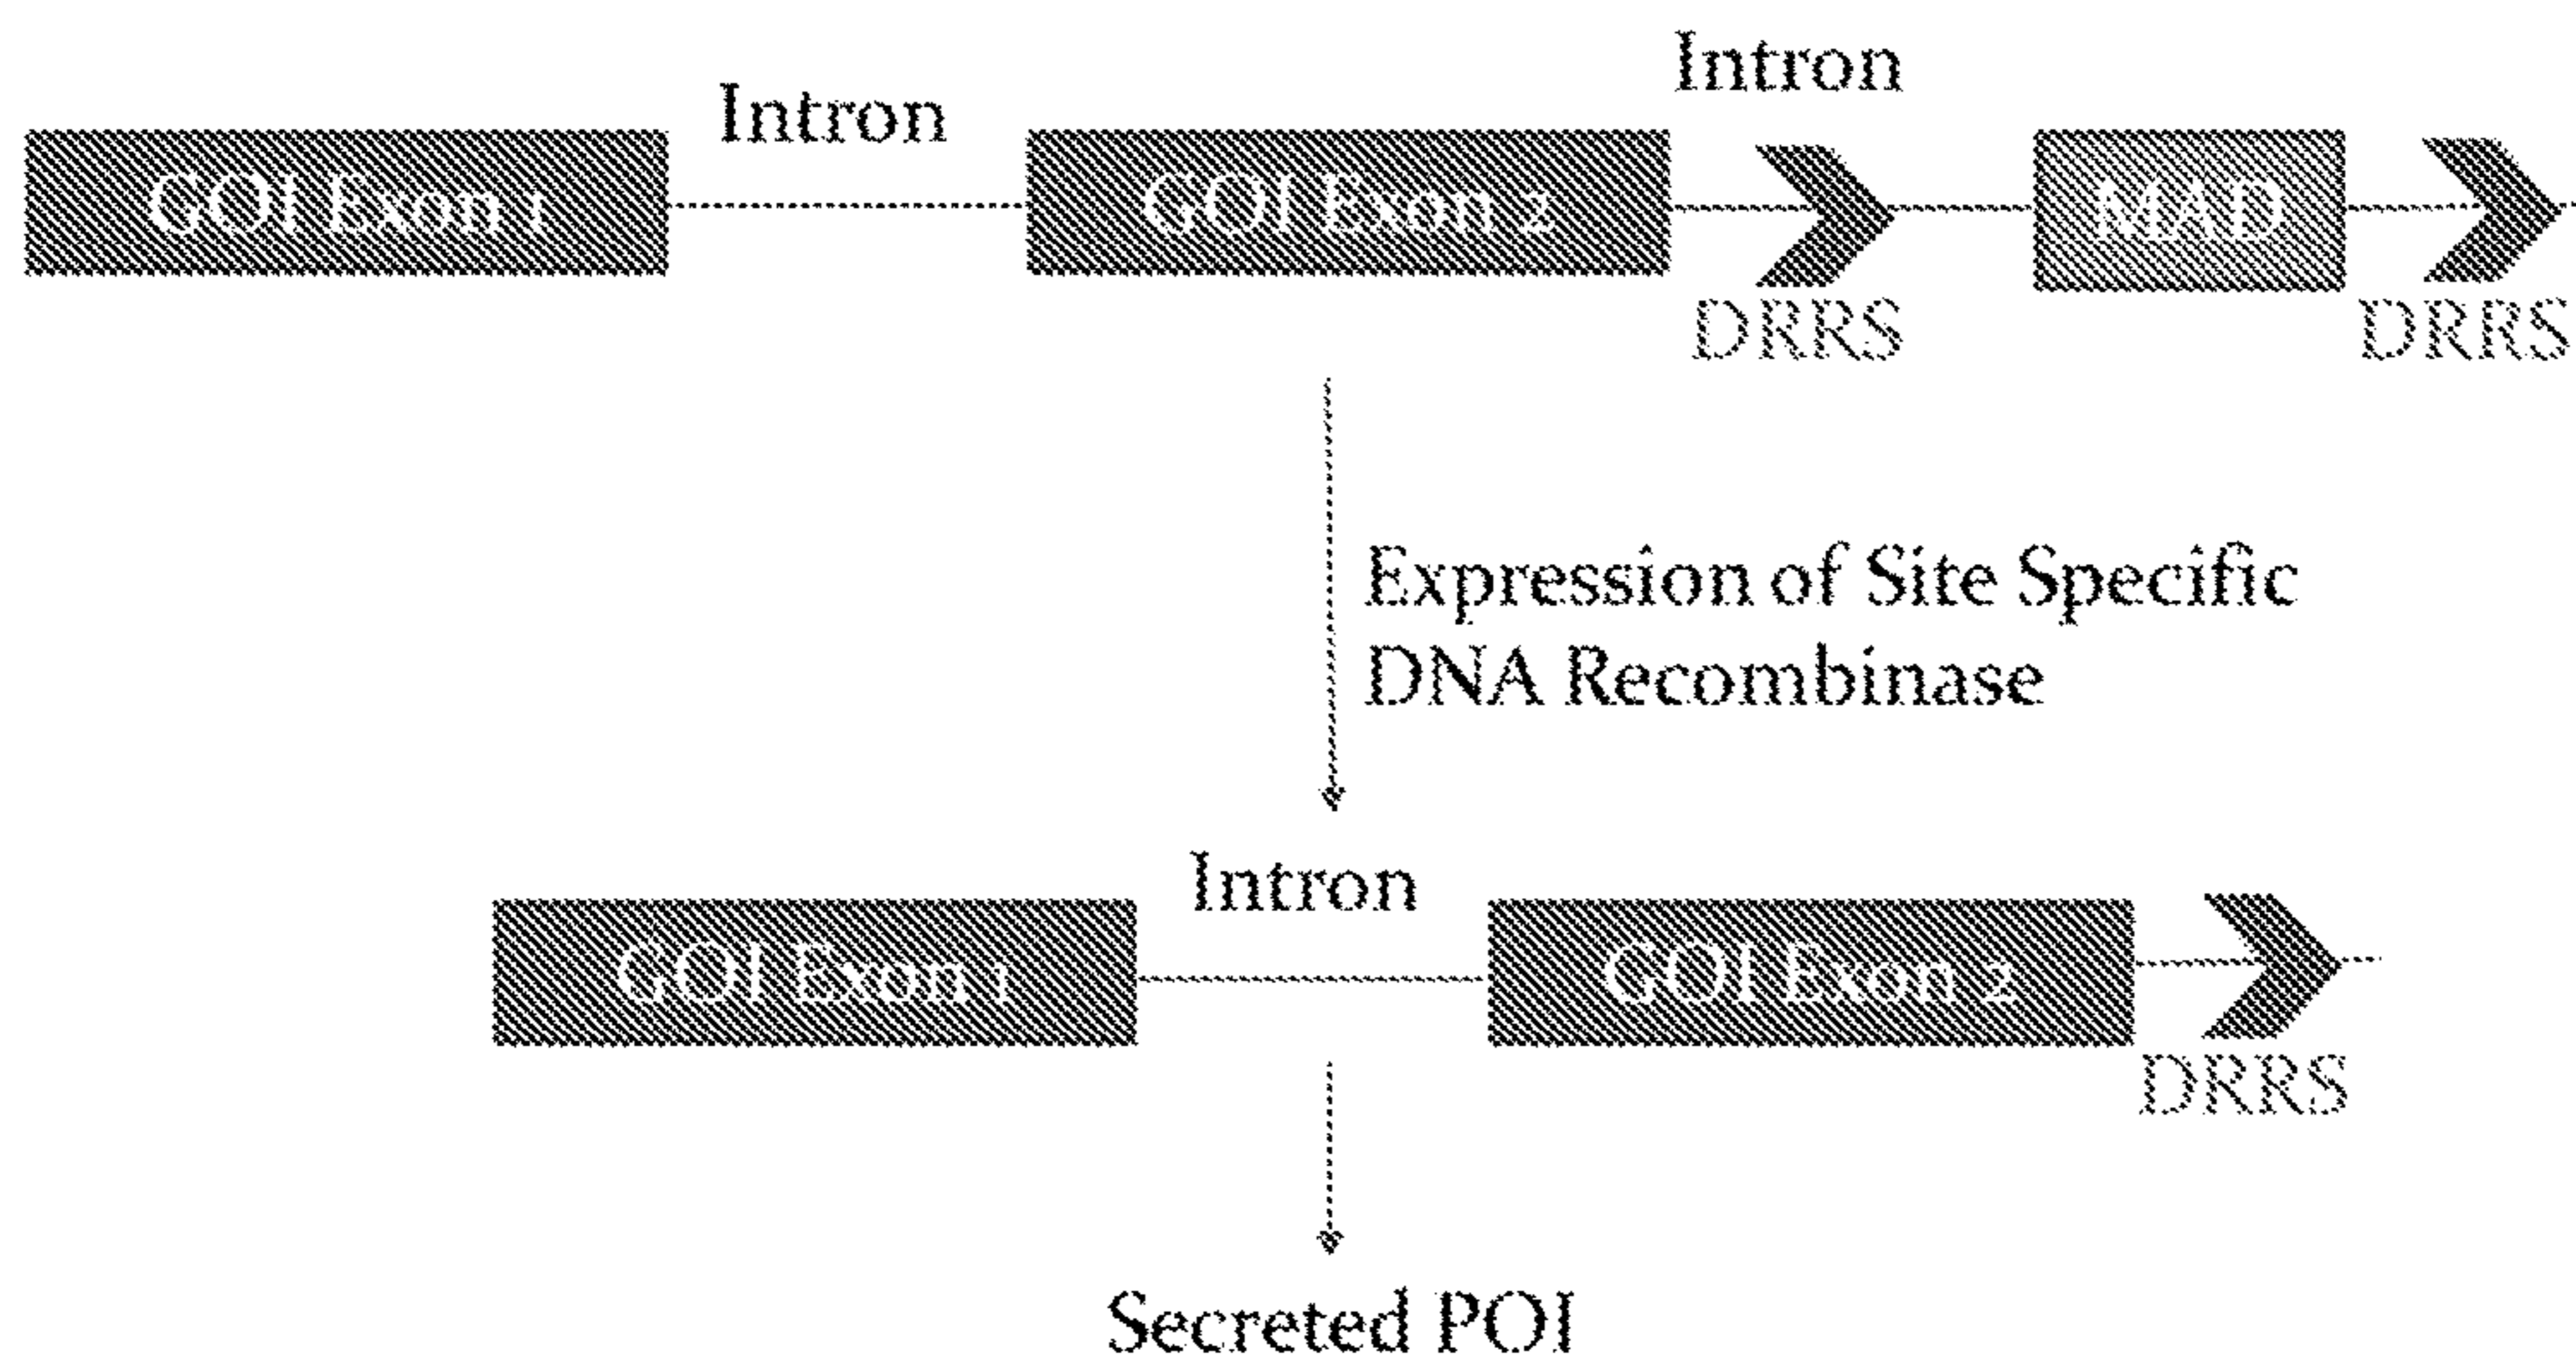 Intron
Intron
GOI Exon 1
GOI Exon 2
MAD
DRRS
DRRS
Expression of Site Specific
DNA Recombinase
Intron
GOI Exon 1
GOI Exon 2
DRRS
Secreted POI